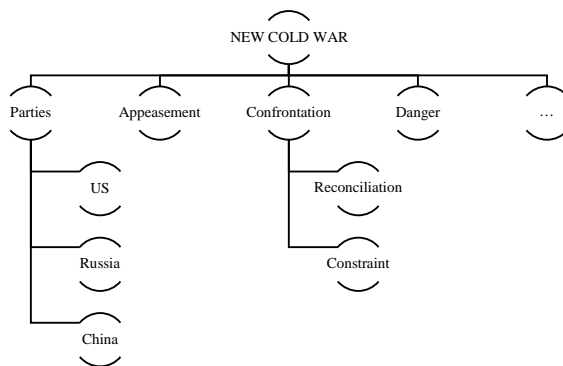 NEW COLD WAR
Parties
Appeasement
Confrontation
Danger
…
US
Reconciliation
Russia
Constraint
China